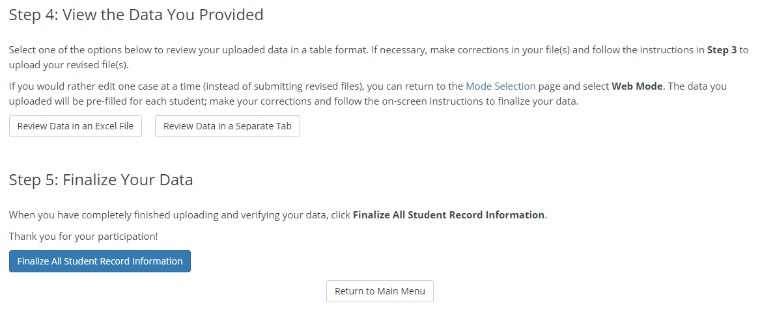 Step 4: View the Data You Provided
Select one of the options below to review your uploaded data in a table format. If necessary, make corrections in your file(s) and follow the instructions in Step 3 to
upload your revised file(s).
If you would rather edit one case at a time (instead of submitting revised files), you can return to the Mode Selection page and select Web Mode. The data you
uploaded will be pre-filled for each student; make your corrections and follow the on-screen instructions to finalize your data.
Review Data in an Excel File Review Data in a Separate Tab
Step 5: Finalize Your Data
When you have completely finished uploading and verifying your data, click Finalize All Student Record Information.
Thank you for your participation!
Finalize All Student Record Information
Return to Main Menu